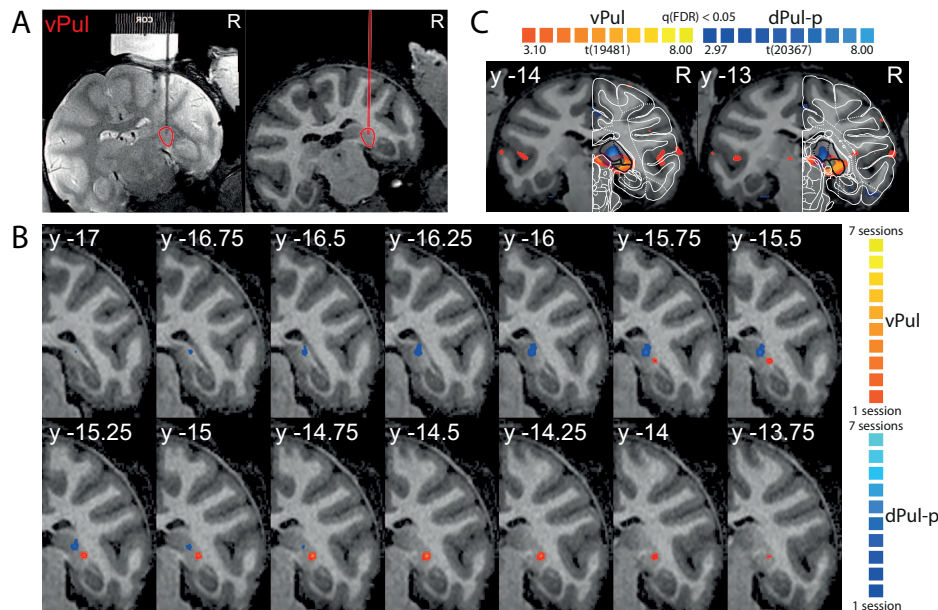 A
vPul
COR
R
R
C
vPul
q(FDR) < 0.05
dPul-p
3.10
t(19481)
8.00
2.97
t(20367)
8.00
y -14
R
y -13
R
B
y -17
y -16.75
y -16.5
y -16.25
y -16
y -15.75
y -15.5
y -15.25
y -15
y -14.75
y -14.5
y -14.25
y -14
y -13.75
7 sessions
vPul
1 session
7 sessions
dPul-p
1 session